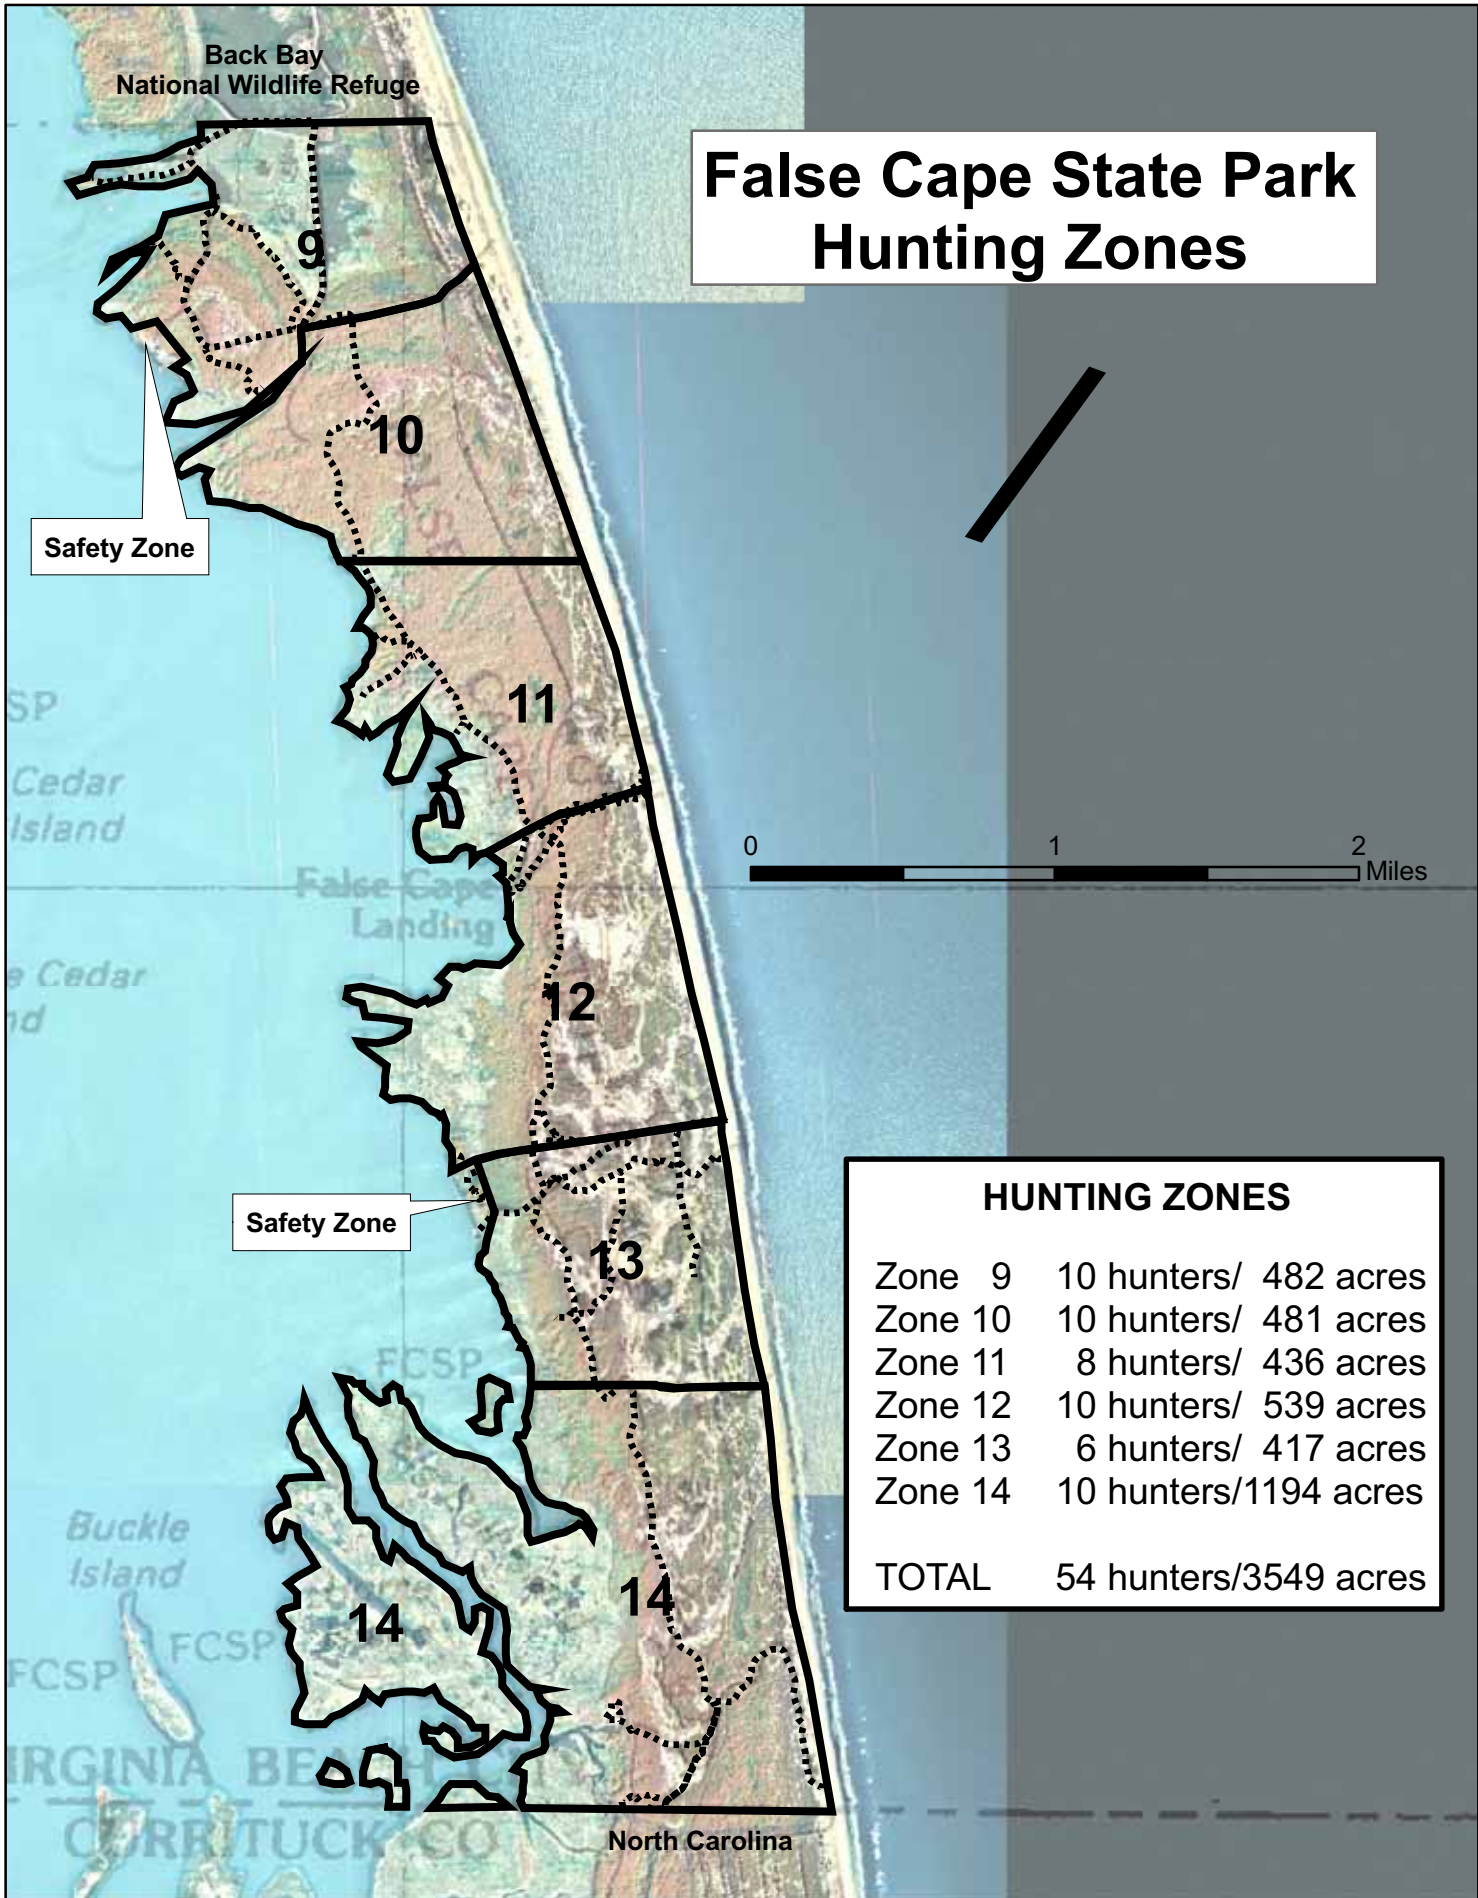 Back Bay
National Wildlife Refuge
False Cape State Park
Hunting Zones
9
10
Safety Zone
11
SP
Cedar
Island
0 1 2
Miles
False Cape
Landing
Cedar
12
Safety Zone
13
HUNTING ZONES
Zone 9 10 hunters/ 482 acres
Zone 10 10 hunters/ 481 acres
Zone 11 8 hunters/ 436 acres
Zone 12 10 hunters/ 539 acres
Zone 13 6 hunters/ 417 acres
Zone 14 10 hunters/1194 acres
TOTAL 54 hunters/3549 acres
FCSP
Buckle
Island
14
14
FCSP
FCSP
CURRITUCK CO
North Carolina